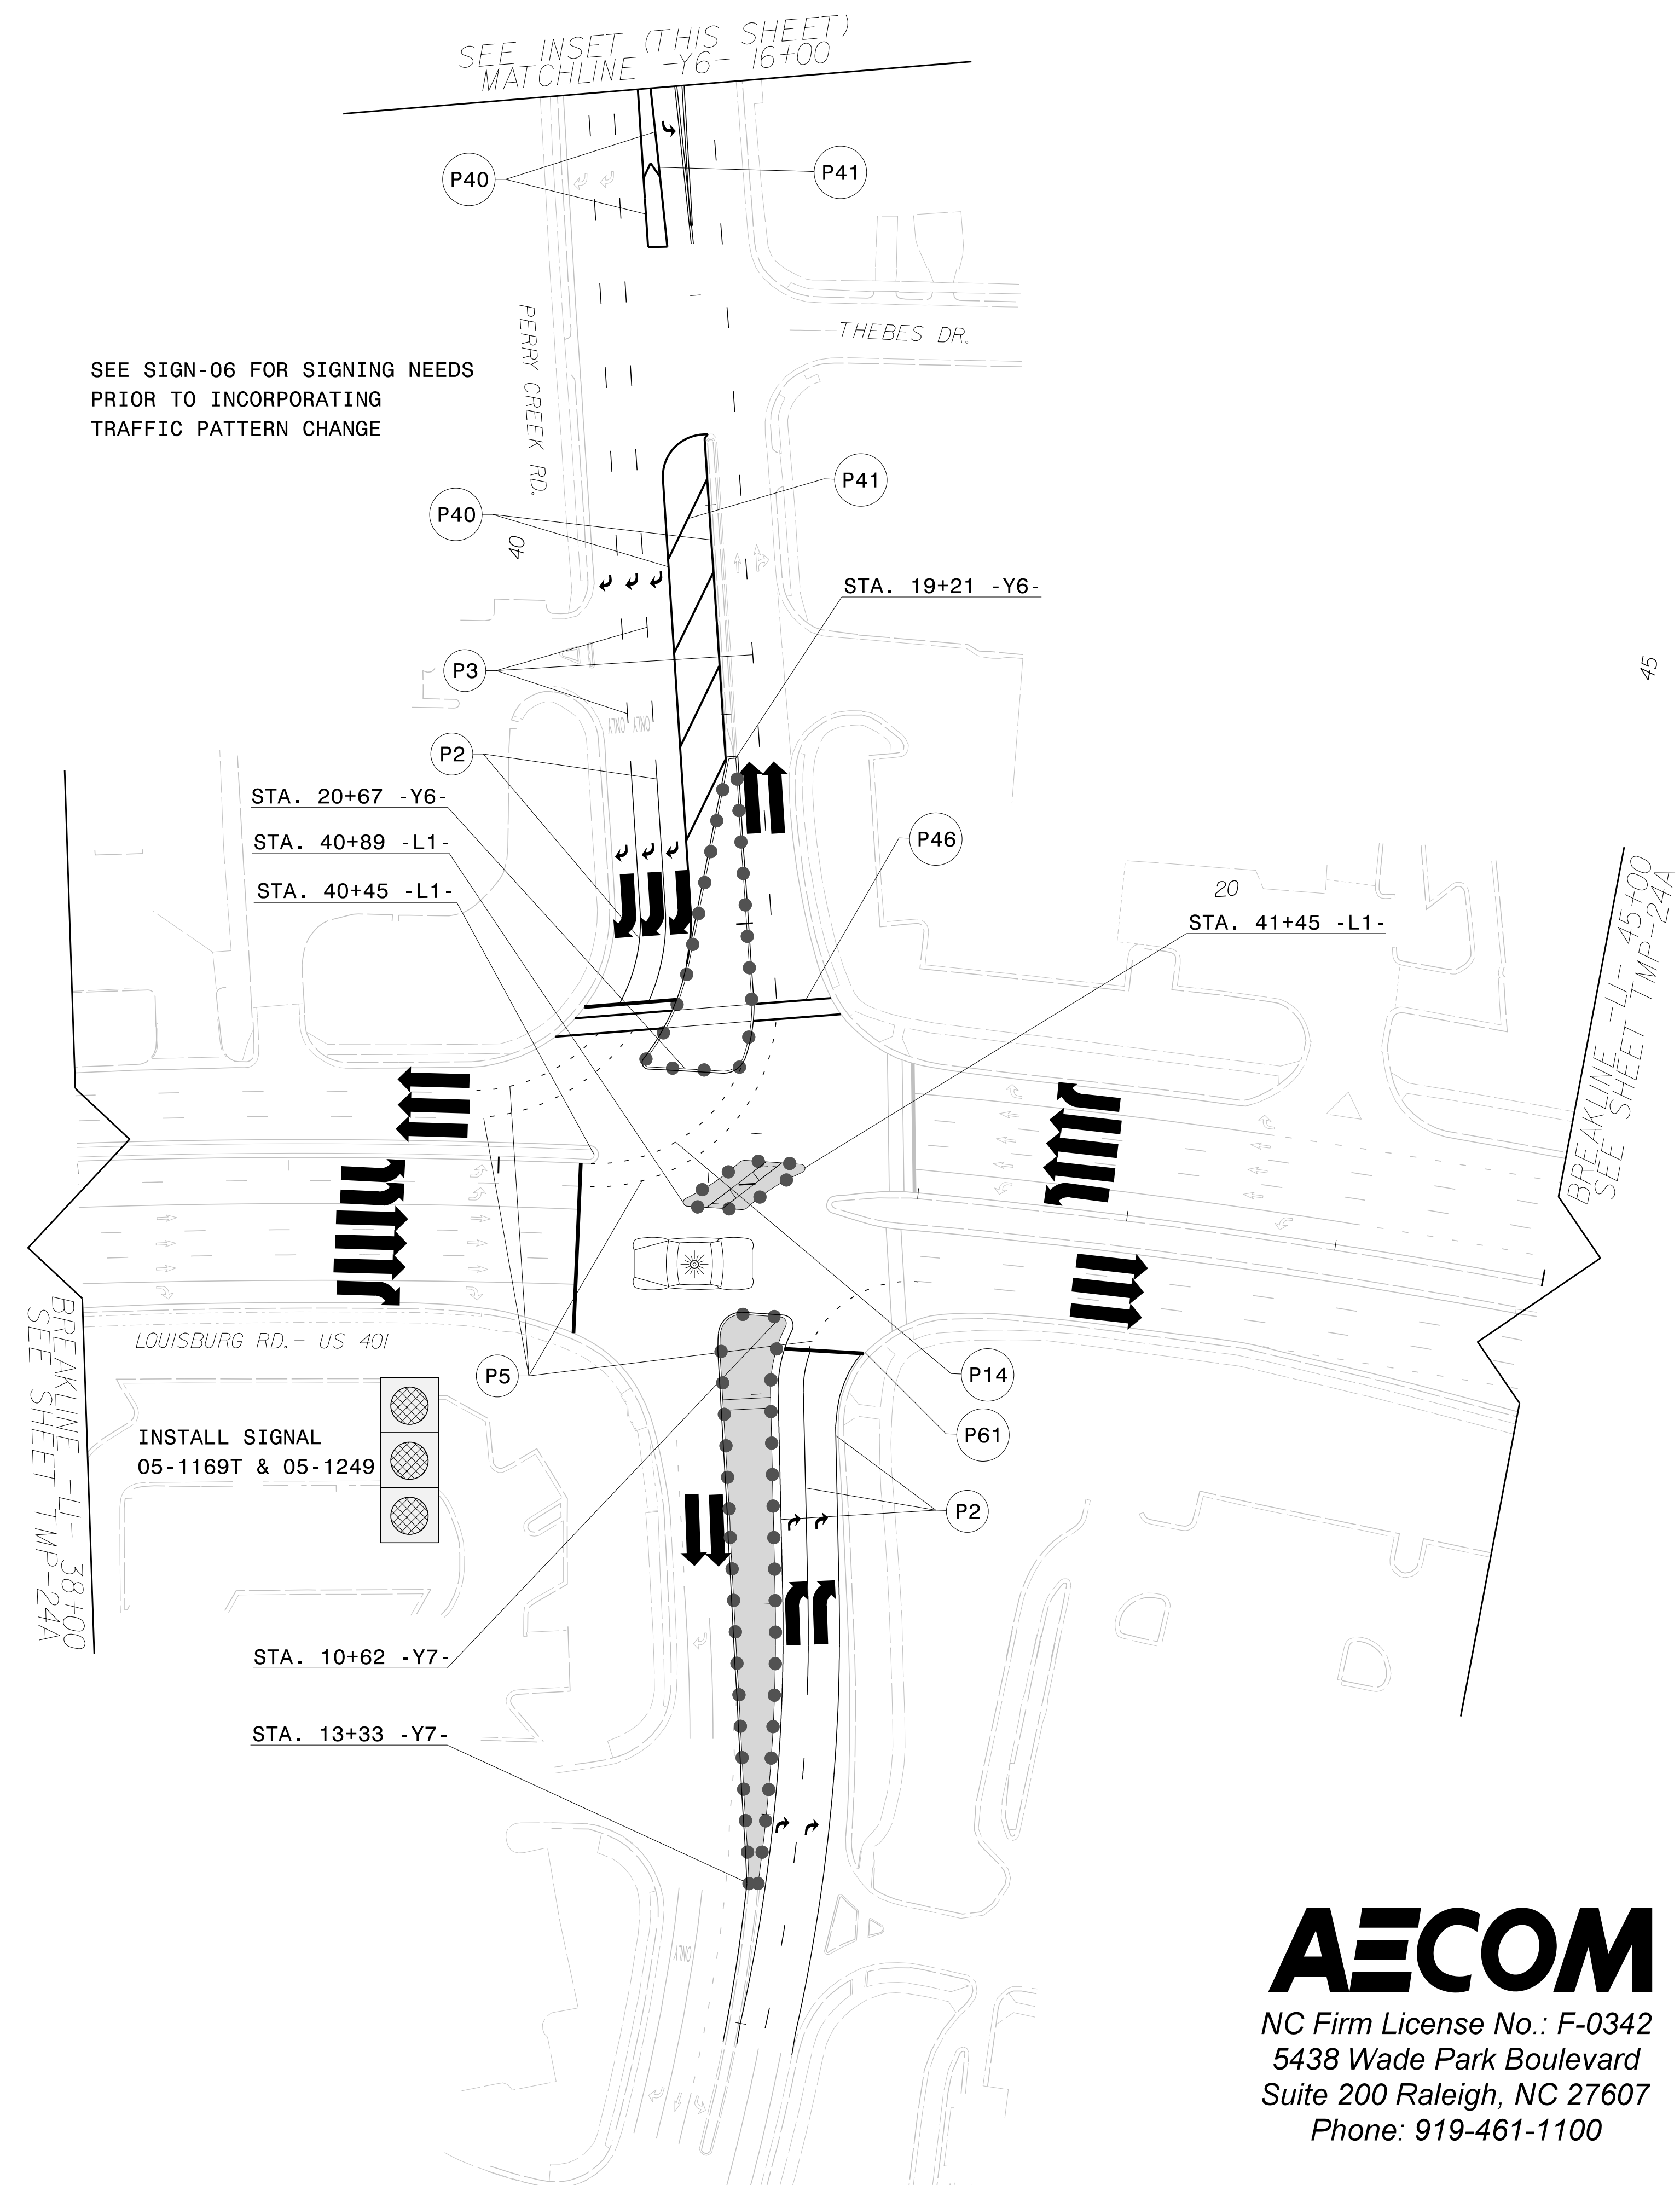 SEE INSET (THIS SHEET)
MATCHLINE -Y6- 16+00
P40
P41
PERRY CREEK RD.
THEBES DR.
SEE SIGN-06 FOR SIGNING NEEDS
PRIOR TO INCORPORATING
TRAFFIC PATTERN CHANGE
P41
P40
40
STA. 19+21 -Y6-
P3
45
ONLY
ONLY
P2
STA. 20+67 -Y6-
STA. 40+89 -L1-
P46
STA. 40+45 -L1-
20
STA. 41+45 -L1-
BREAKLINE -L1- 45+00
SEE SHEET TMP-24A
BREAKLINE -L1- 38+00
SEE SHEET TMP-24A
LOUISBURG RD.- US 401
P5
P14
INSTALL SIGNAL
05-1169T & 05-1249
P61
P2
STA. 10+62 -Y7-
STA. 13+33 -Y7-
ONLY
AECOM
NC Firm License No.: F-0342
5438 Wade Park Boulevard
Suite 200 Raleigh, NC 27607
Phone: 919-461-1100